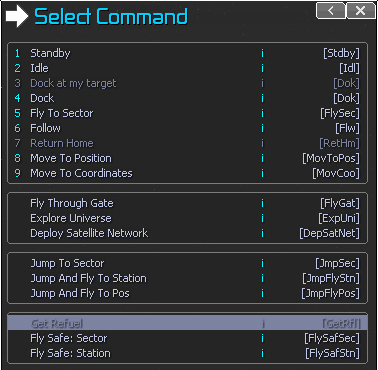 Select Command
1 Standby i [Stdby]
2 Idle i [Idl]
3 Dock at my target i [Dok]
4 Dock i [Dok]
5 Fly To Sector i [FlySec]
6 Follow i [Flw]
7 Return Home i [RetHm]
8 Move To Position i [MovToPos]
9 Move To Coordinates i [MovCoo]
Fly Through Gate i [FlyGat]
Explore Universe i [ExpUni]
Deploy Satellite Network i [DepSatNet]
Jump To Sector i [JmpSec]
Jump And Fly To Station i [JmpFlyStn]
Jump And Fly To Pos i [JmpFlyPos]
Get Refuel i [GetRfl]
Fly Safe: Sector i [FlySafSec]
Fly Safe: Station i [FlySafStn]